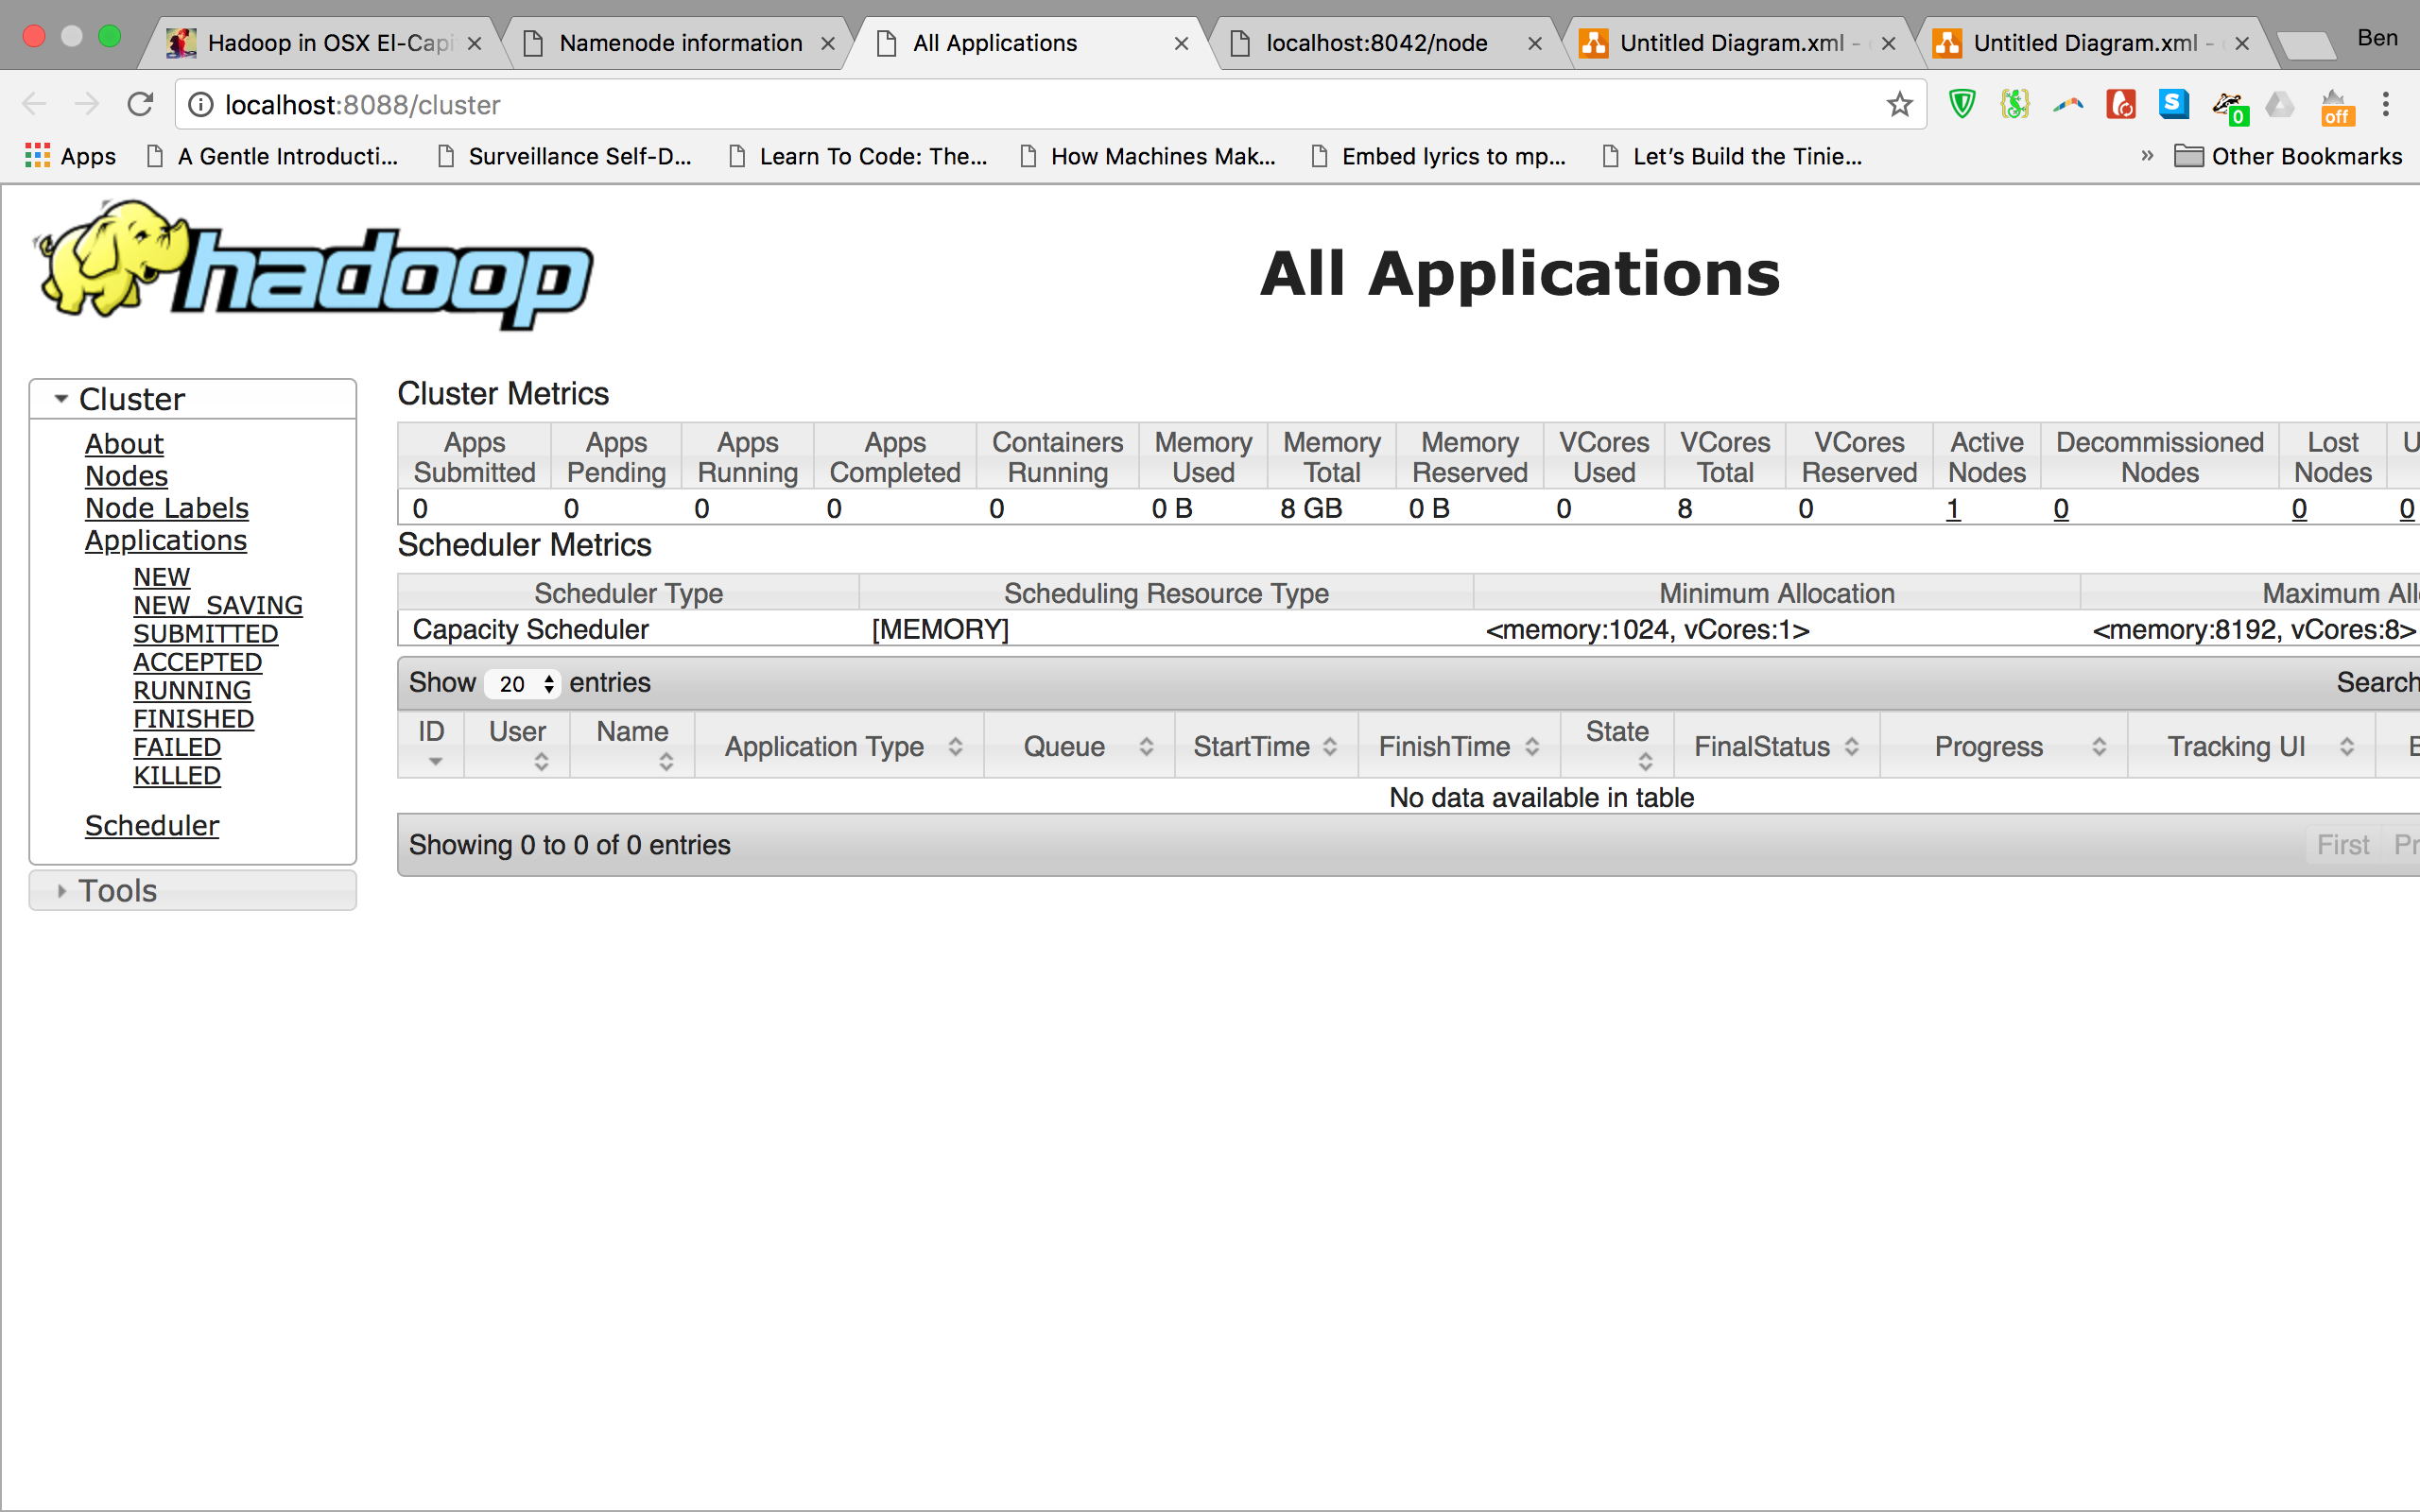 Hadoop in OSX El-Capi
Namenode information
All Applications
localhost:8042/node
Untitled Diagram.xml -
Untitled Diagram.xml -
Ben
localhost:8088/cluster
S
0
off
Apps
A Gentle Introducti...
Surveillance Self-D...
Learn To Code: The...
How Machines Mak...
Embed lyrics to mp...
Let's Build the Tinie...
»
Other Bookmarks
hadoop
All Applications
Cluster
About
Nodes
Node Labels
Applications
NEW
NEW_SAVING
SUBMITTED
ACCEPTED
RUNNING
FINISHED
FAILED
KILLED
Scheduler
Tools
Cluster Metrics
Apps Submitted Apps Pending Apps Running Apps Completed Containers Running Memory Used Memory Total Memory Reserved VCores Used VCores Total VCores Reserved Active Nodes Decommissioned Nodes Lost Nodes U
0 0 0 0 0 0 B 8 GB 0 B 0 8 0 1 0 0 0
Scheduler Metrics
Scheduler Type Scheduling Resource Type Minimum Allocation Maximum All
Capacity Scheduler [MEMORY] <memory:1024, vCores:1> <memory:8192, vCores:8>
Show 20 entries Search
ID User Name Application Type Queue StartTime FinishTime State FinalStatus Progress Tracking UI
No data available in table
Showing 0 to 0 of 0 entries First Pr